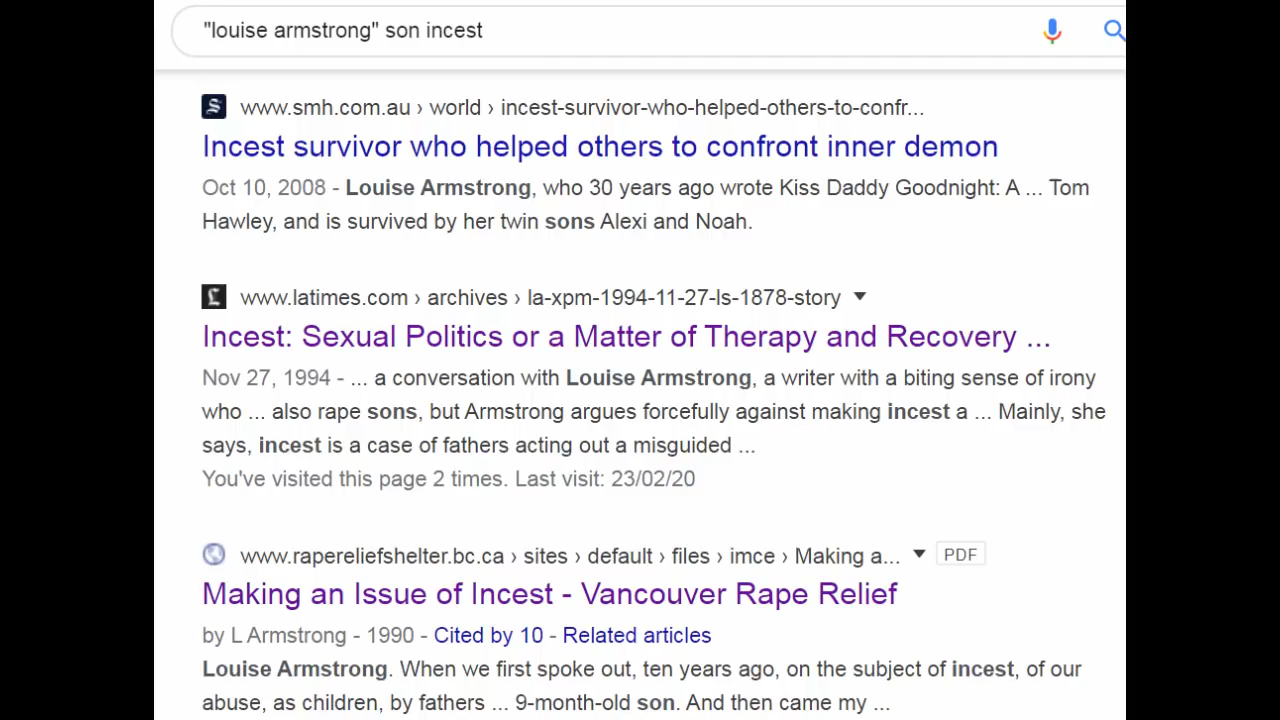 "louise armstrong" son incest
www.smh.com.au › world › incest-survivor-who-helped-others-to-confr...
Incest survivor who helped others to confront inner demon
Oct 10, 2008 - Louise Armstrong, who 30 years ago wrote Kiss Daddy Goodnight: A ... Tom
Hawley, and is survived by her twin sons Alexi and Noah.
www.latimes.com › archives › la-xpm-1994-11-27-ls-1878-story
Incest: Sexual Politics or a Matter of Therapy and Recovery ...
Nov 27, 1994 - ... a conversation with Louise Armstrong, a writer with a biting sense of irony
who ... also rape sons, but Armstrong argues forcefully against making incest a ... Mainly, she
says, incest is a case of fathers acting out a misguided ...
You've visited this page 2 times. Last visit: 23/02/20
www.rapereliefshelter.bc.ca › sites › default › files › imce › Making a... PDF
Making an Issue of Incest - Vancouver Rape Relief
by L Armstrong - 1990 - Cited by 10 - Related articles
Louise Armstrong. When we first spoke out, ten years ago, on the subject of incest, of our
abuse, as children, by fathers ... 9-month-old son. And then came my ...